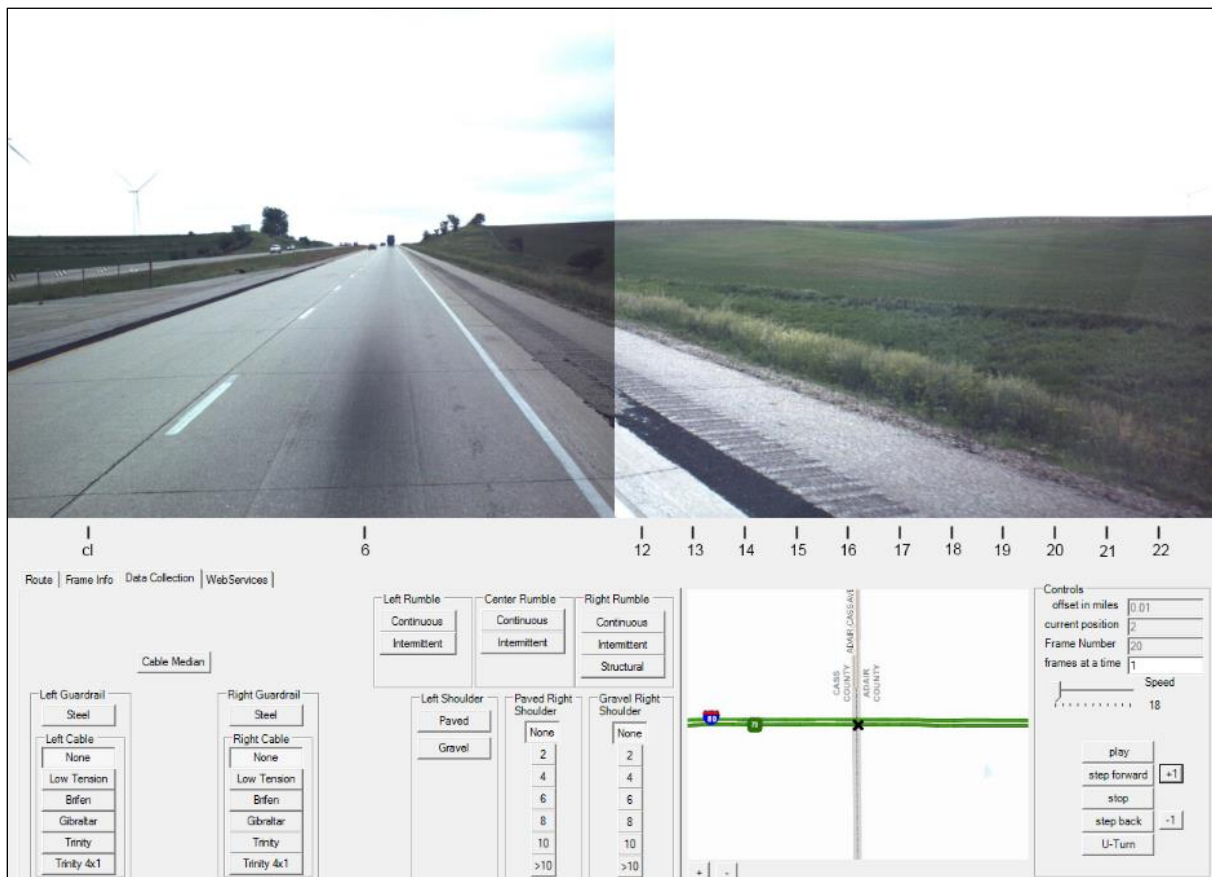 cl 6 12 13 14 15 16 17 18 19 20 21 22
Route Frame Info Data Collection WebServices
Cable Median
Left Guardrail
Steel
Left Cable
None
Low Tension
Brifen
Gibraltar
Trinity
Trinity 4x1
Right Guardrail
Steel
Right Cable
None
Low Tension
Brifen
Gibraltar
Trinity
Trinity 4x1
Left Rumble
Continuous
Intermittent
Center Rumble
Continuous
Intermittent
Right Rumble
Continuous
Intermittent
Structural
Left Shoulder
Paved
Gravel
Paved Right
Shoulder
None
2
4
6
8
10
>10
Gravel Right
Shoulder
None
2
4
6
8
10
>10
ADAIR,CASS AVE
CASS
COUNTY
ADAIR
COUNTY
80
+ -
Controls
offset in miles 0.01
current position 2
Frame Number 20
frames at a time 1
Speed
18
play
step forward +1
stop
step back -1
U-Turn